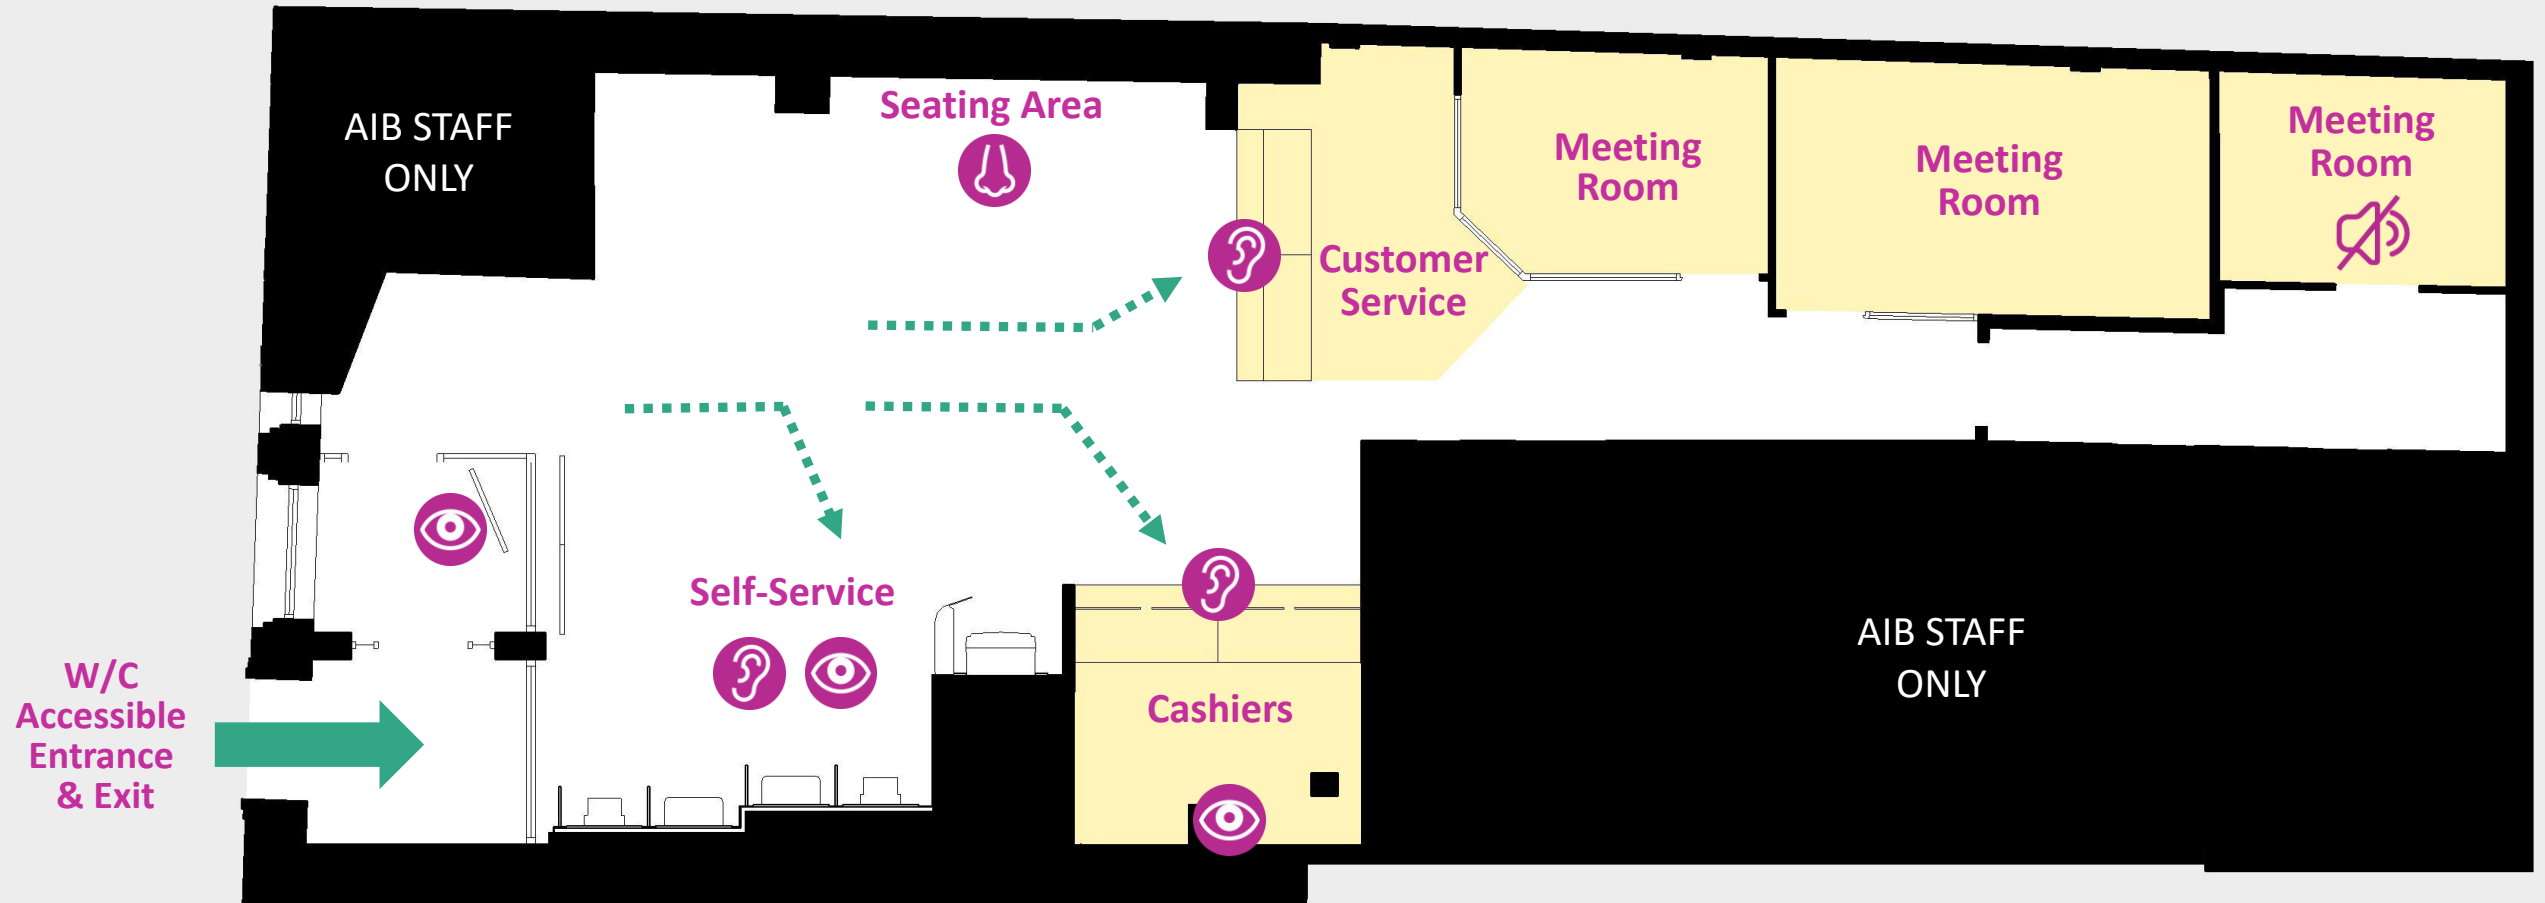 AIB STAFF
ONLY
Seating Area
Meeting
Room
Meeting
Room
Meeting
Room
Customer
Service
Self-Service
W/C
Accessible
Entrance
& Exit
Cashiers
AIB STAFF
ONLY